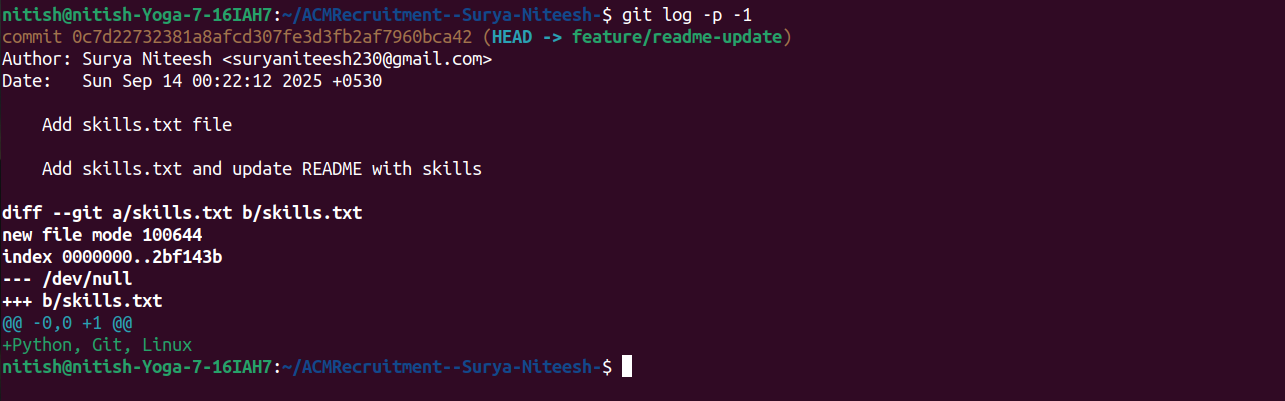 nitish@nitish-Yoga-7-16IAH7:~/ACMRecruitment--Surya-Niteesh-$ git log -p -1
commit 0c7d22732381a8afcd307fe3d3fb2af7960bca42 (HEAD -> feature/readme-update)
Author: Surya Niteesh <suryaniteesh230@gmail.com>
Date:   Sun Sep 14 00:22:12 2025 +0530
    Add skills.txt file
    Add skills.txt and update README with skills
diff --git a/skills.txt b/skills.txt
new file mode 100644
index 0000000..2bf143b
--- /dev/null
+++ b/skills.txt
@@ -0,0 +1 @@
+Python, Git, Linux
nitish@nitish-Yoga-7-16IAH7:~/ACMRecruitment--Surya-Niteesh-$